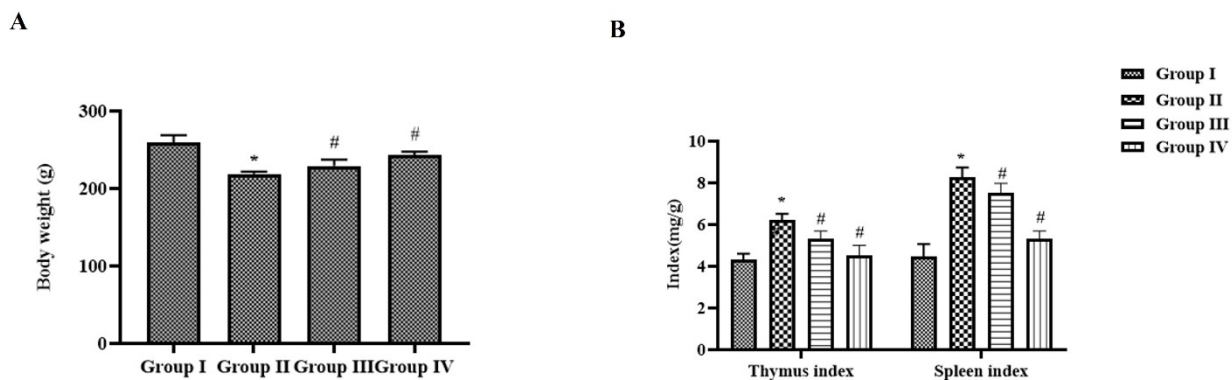 A
B
Group I
Group II
Group III
Group IV
300
200
100
0
Body weight (g)
*
#
#
Group I Group II Group III Group IV
10
8
6
4
2
0
Index(mg/g)
*
#
#
*
#
#
Thymus index Spleen index